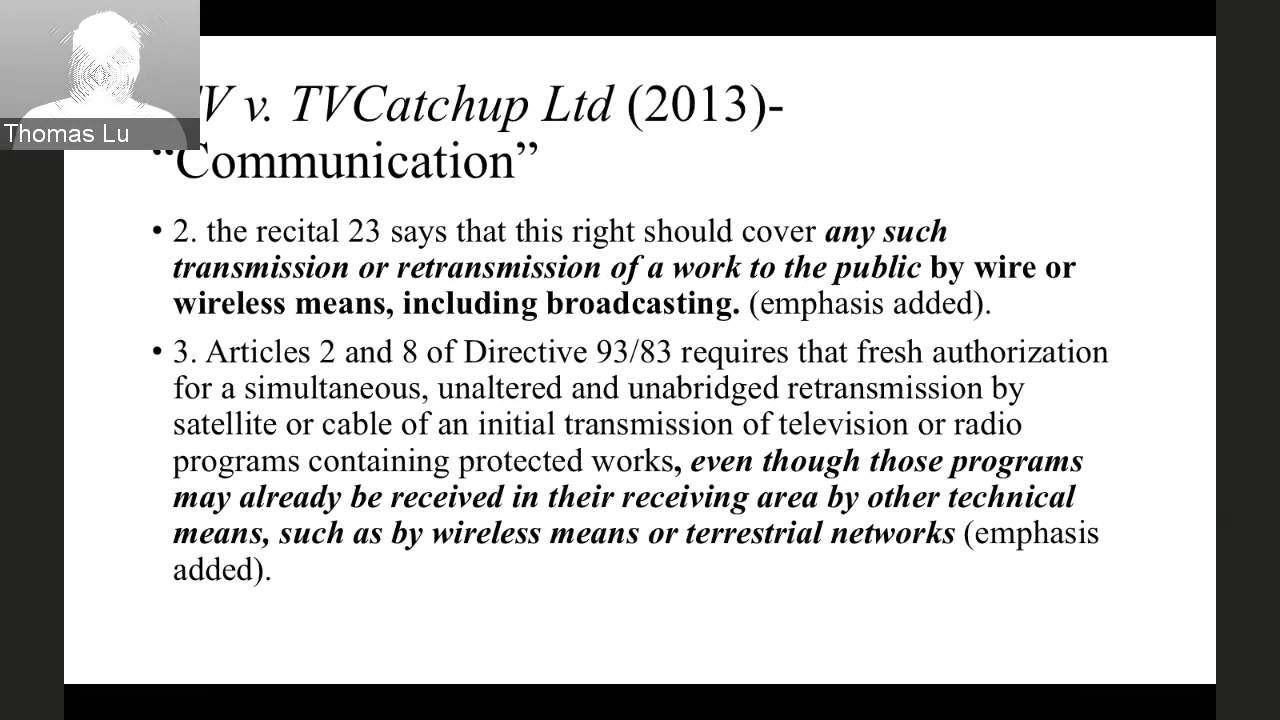 V v. TVCatchup Ltd (2013)-
Thomas Lu
“Communication”
• 2. the recital 23 says that this right should cover any such
transmission or retransmission of a work to the public by wire or
wireless means, including broadcasting. (emphasis added).
• 3. Articles 2 and 8 of Directive 93/83 requires that fresh authorization
for a simultaneous, unaltered and unabridged retransmission by
satellite or cable of an initial transmission of television or radio
programs containing protected works, even though those programs
may already be received in their receiving area by other technical
means, such as by wireless means or terrestrial networks (emphasis
added).